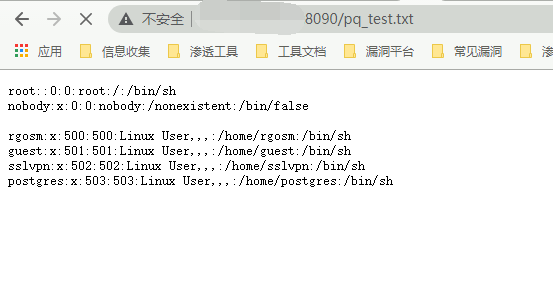 不安全 | 8090/pq_test.txt
应用 信息收集 渗透工具 工具文档 漏洞平台 常见漏洞
root::0:0:root:/:/bin/sh
nobody:x:0:0:nobody:/nonexistent:/bin/false
rgosm:x:500:500:Linux User,,,:/home/rgosm:/bin/sh
guest:x:501:501:Linux User,,,:/home/guest:/bin/sh
sslvpn:x:502:502:Linux User,,,:/home/sslvpn:/bin/sh
postgres:x:503:503:Linux User,,,:/home/postgres:/bin/sh